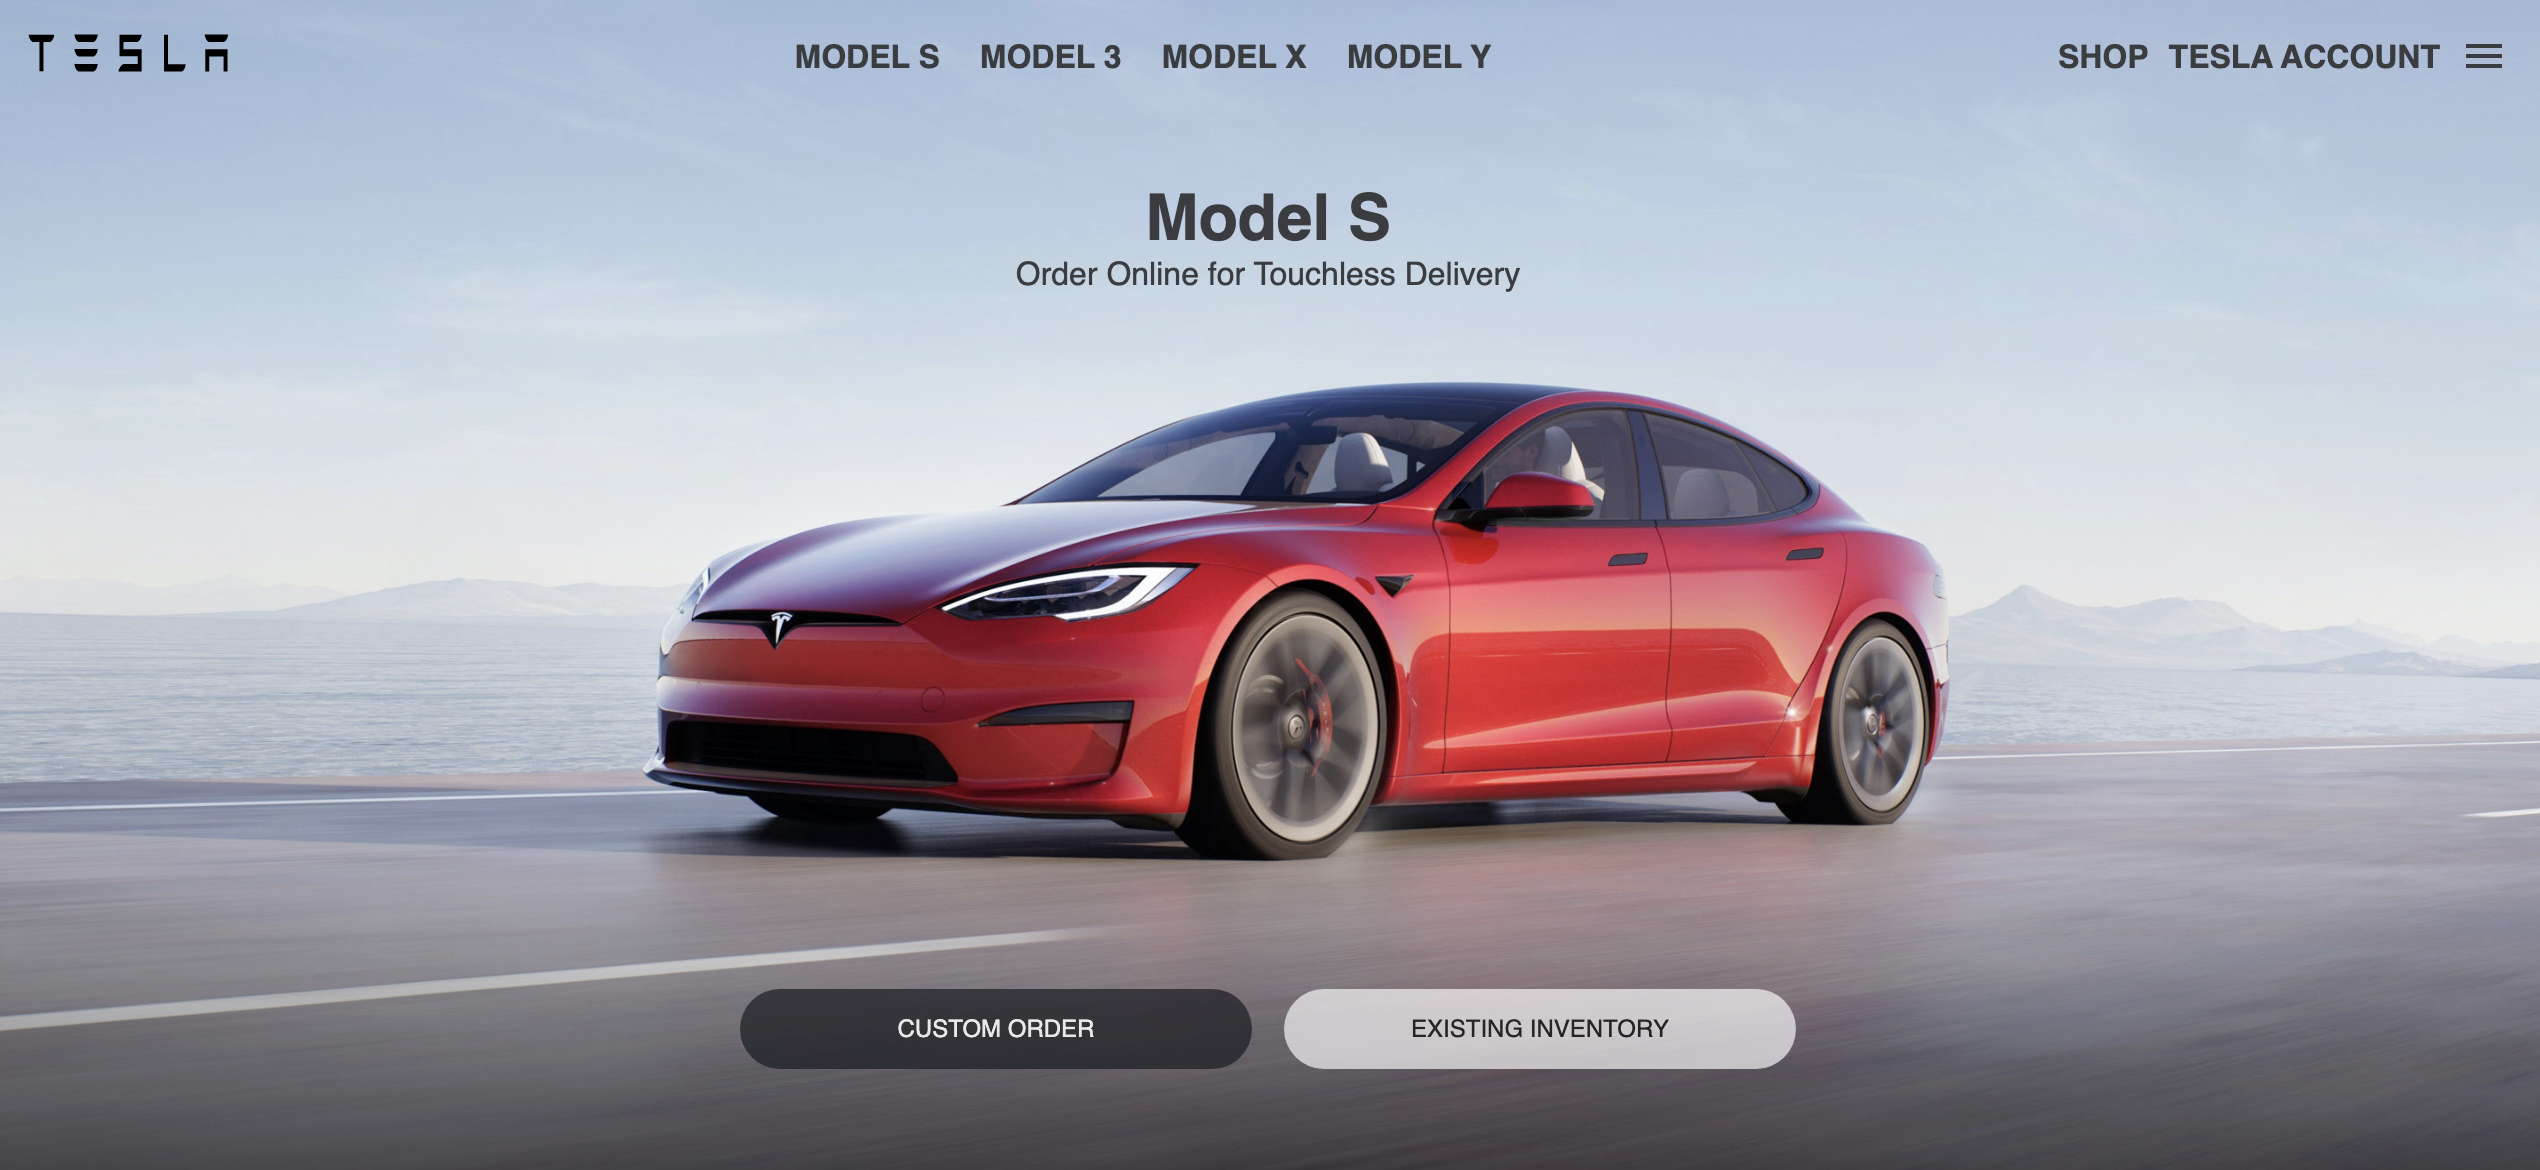 TESLA
MODEL S MODEL 3 MODEL X MODEL Y
SHOP TESLA ACCOUNT
Model S
Order Online for Touchless Delivery
CUSTOM ORDER
EXISTING INVENTORY